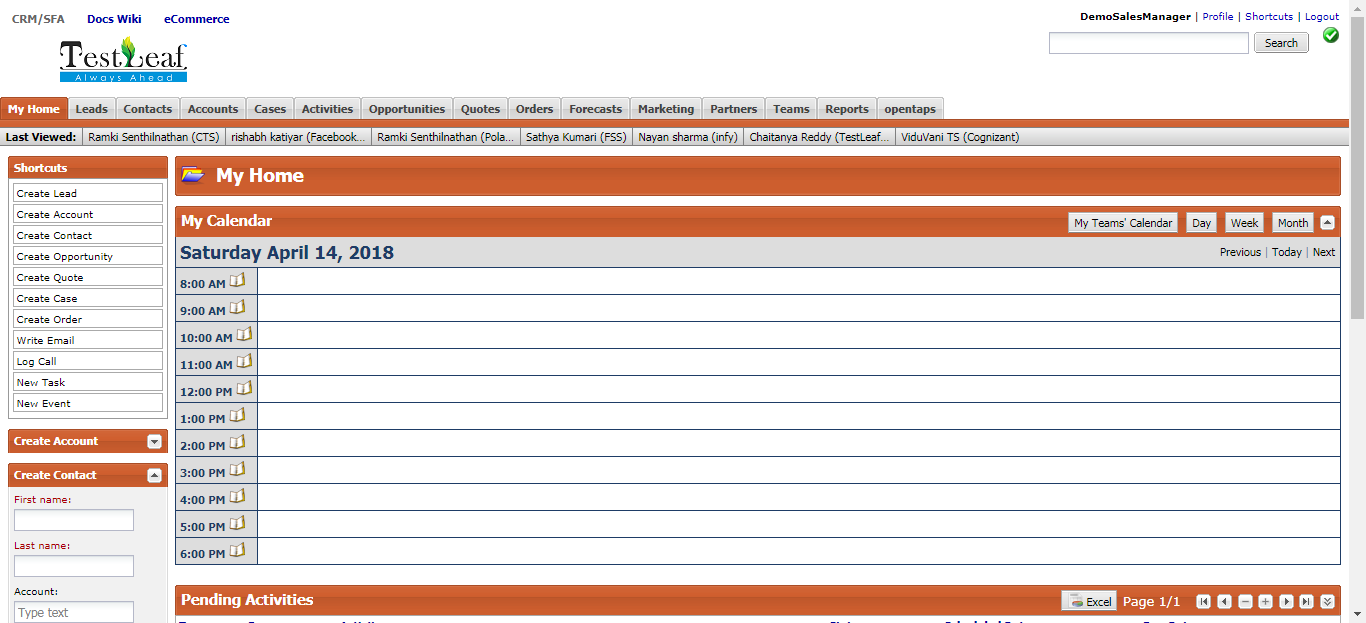 CRM/SFA Docs Wiki eCommerce
DemoSalesManager | Profile | Shortcuts | Logout
TestLeaf
Always Ahead
Search
My Home Leads Contacts Accounts Cases Activities Opportunities Quotes Orders Forecasts Marketing Partners Teams Reports opentaps
Last Viewed: Ramki Senthilnathan (CTS) rishabh katiyar (Facebook... Ramki Senthilnathan (Pola... Sathya Kumari (FSS) Nayan sharma (infy) Chaitanya Reddy (TestLeaf... ViduVani TS (Cognizant)
Shortcuts
Create Lead
Create Account
Create Contact
Create Opportunity
Create Quote
Create Case
Create Order
Write Email
Log Call
New Task
New Event
Create Account
Create Contact
First name:
Last name:
Account:
Type text
My Home
My Calendar
My Teams' Calendar Day Week Month
Saturday April 14, 2018
Previous | Today | Next
8:00 AM
9:00 AM
10:00 AM
11:00 AM
12:00 PM
1:00 PM
2:00 PM
3:00 PM
4:00 PM
5:00 PM
6:00 PM
Pending Activities
Excel Page 1/1